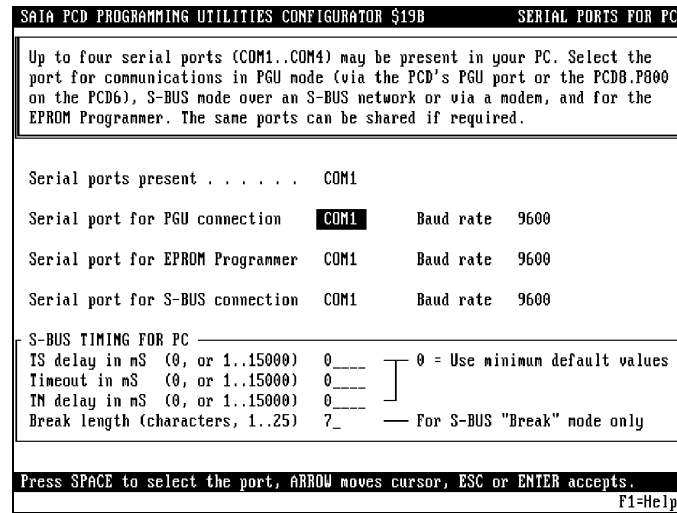 SAIA PCD PROGRAMMING UTILITIES CONFIGURATOR $19B SERIAL PORTS FOR PC
Up to four serial ports (COM1..COM4) may be present in your PC. Select the
port for communications in PGU mode (via the PCD's PGU port or the PCD8.P800
on the PCD6), S-BUS mode over an S-BUS network or via a modem, and for the
EPROM Programmer. The same ports can be shared if required.
Serial ports present . . . . . . COM1
Serial port for PGU connection COM1 Baud rate 9600
Serial port for EPROM Programmer COM1 Baud rate 9600
Serial port for S-BUS connection COM1 Baud rate 9600
S-BUS TIMING FOR PC
TS delay in mS (0, or 1..15000) 0____ 0 = Use minimum default values
Timeout in mS (0, or 1..15000) 0____
TN delay in mS (0, or 1..15000) 0____
Break length (characters, 1..25) 7_ For S-BUS "Break" mode only
Press SPACE to select the port, ARROW moves cursor, ESC or ENTER accepts.
F1=Help